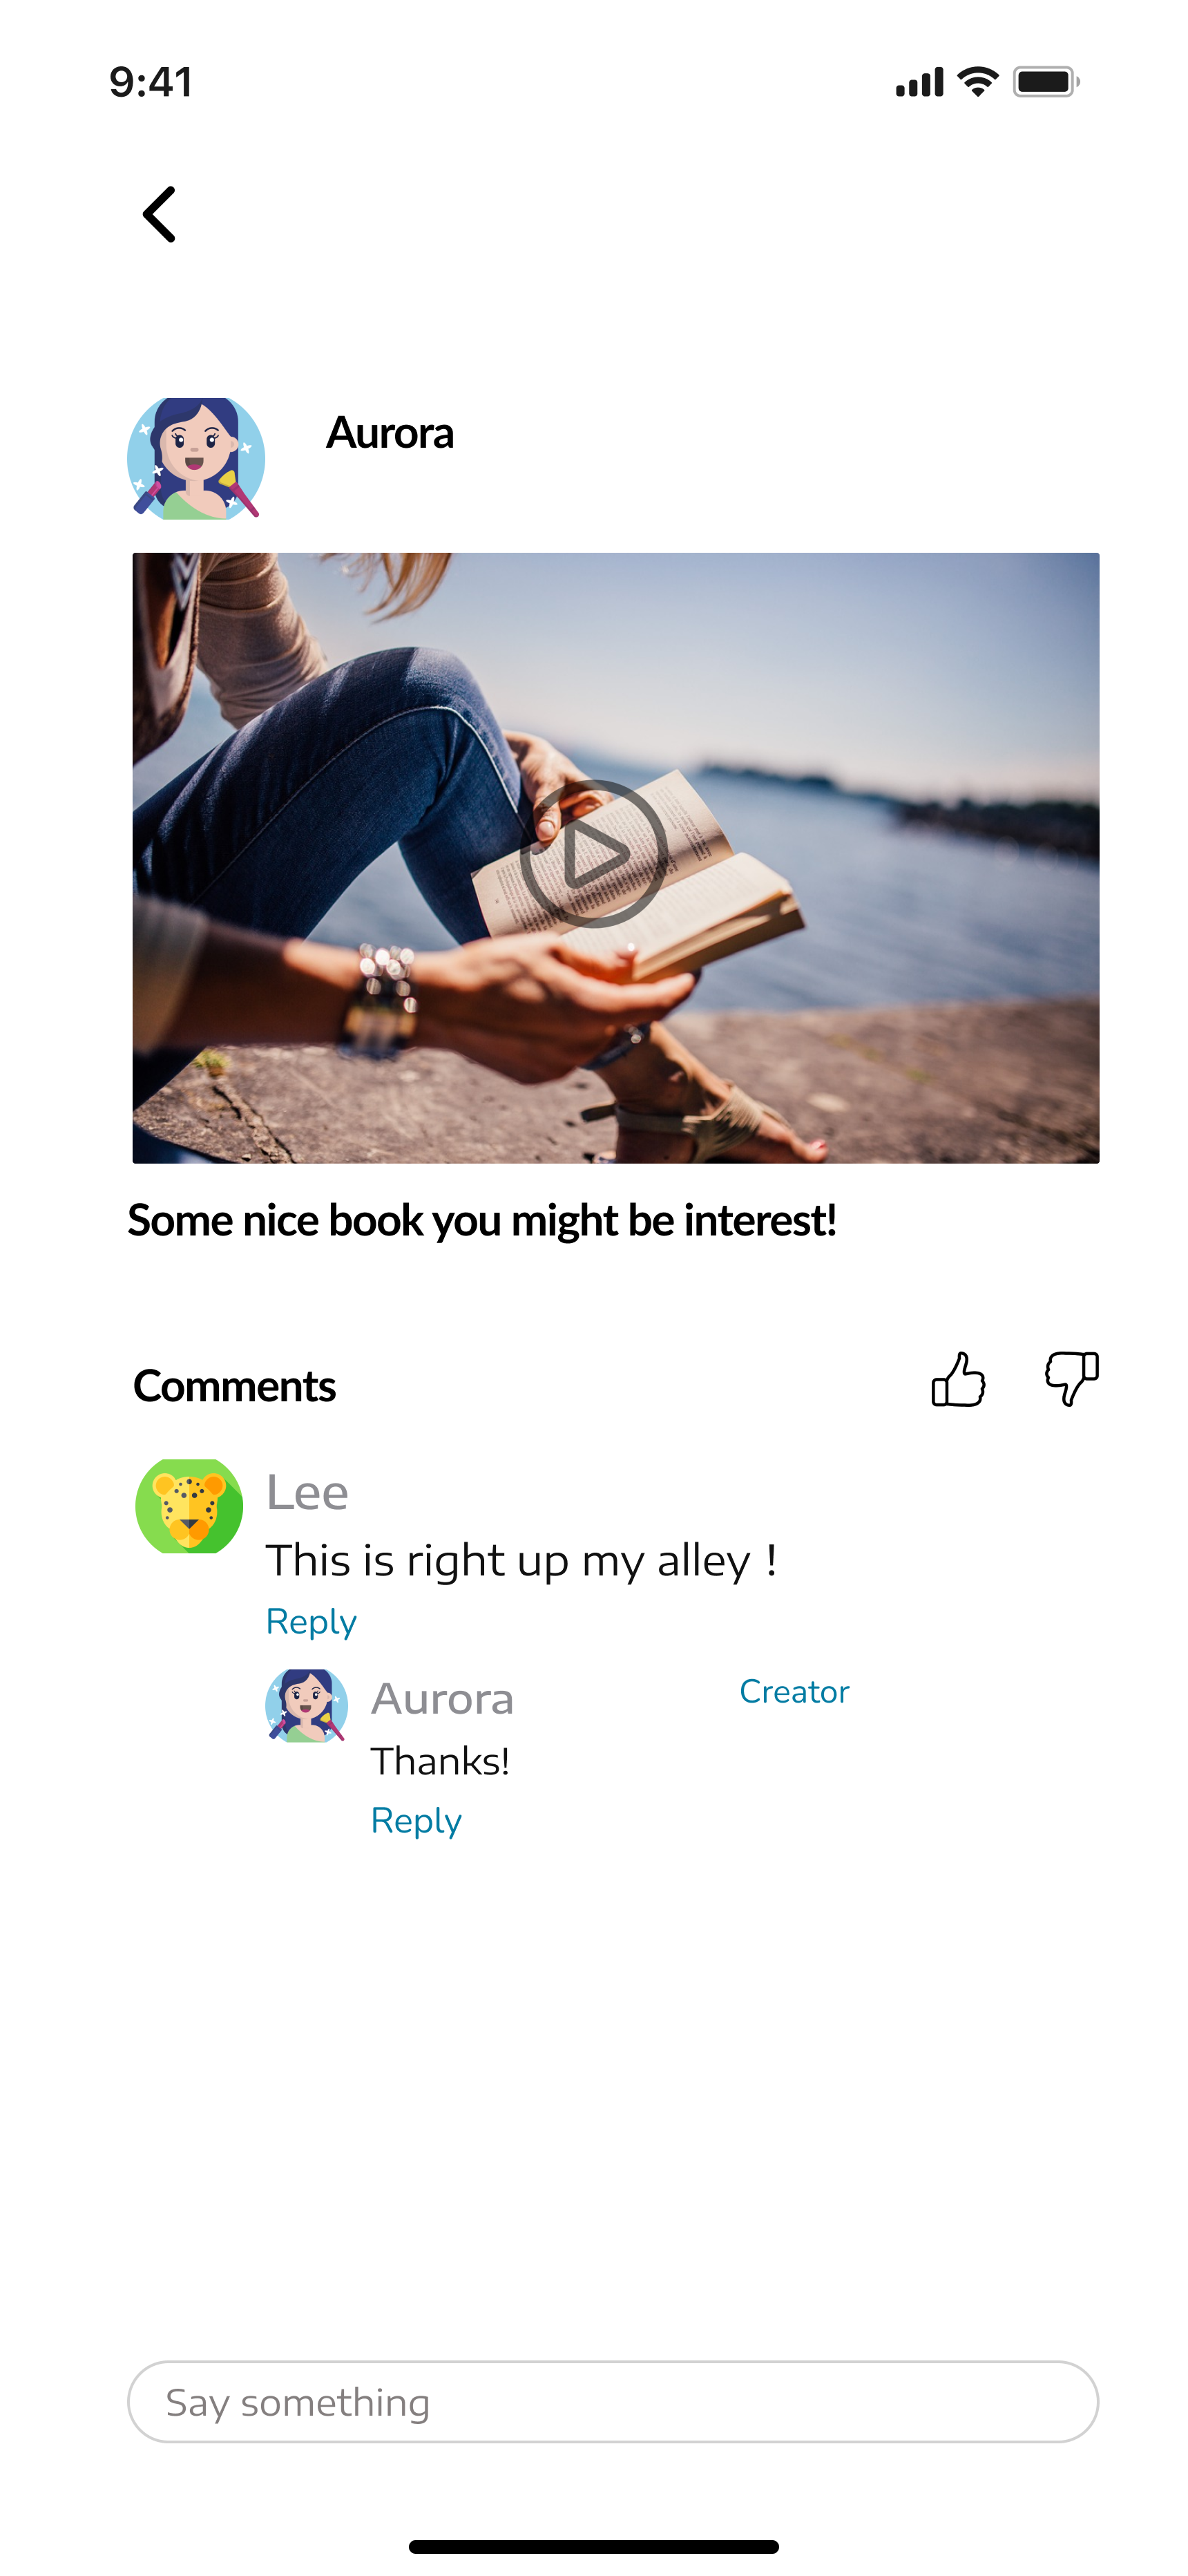 9:41
Aurora
Some nice book you might be interest!
Comments
Lee
This is right up my alley !
Reply
Aurora
Creator
Thanks!
Reply
Say something